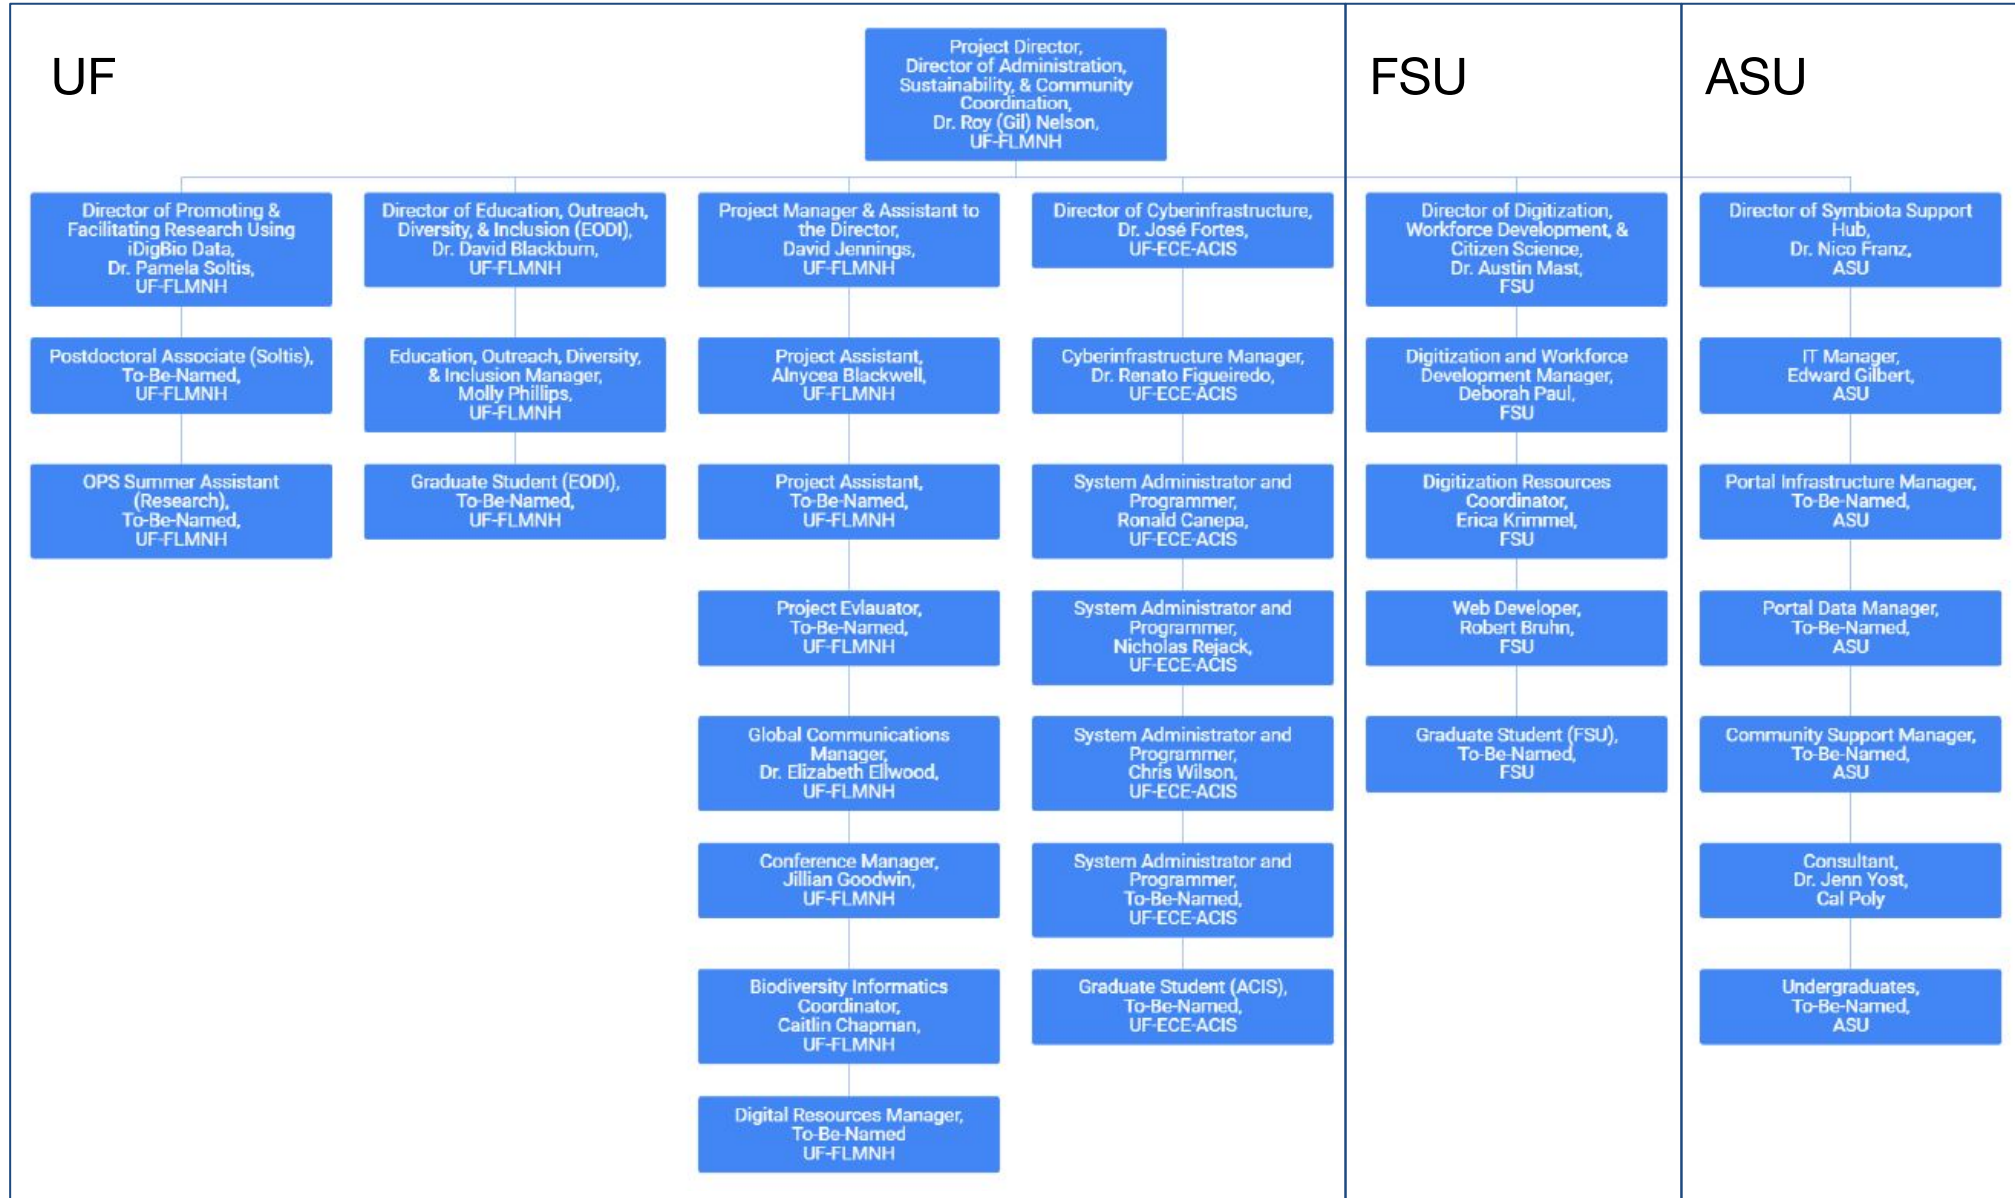 UF
FSU
ASU
Project Director,
Director of Administration,
Sustainability, & Community
Coordination,
Dr. Roy (Gil) Nelson,
UF-FLMNH
Director of Promoting &
Facilitating Research Using
iDigBio Data,
Dr. Pamela Soltis,
UF-FLMNH
Postdoctoral Associate (Soltis),
To-Be-Named,
UF-FLMNH
OPS Summer Assistant
(Research),
To-Be-Named,
UF-FLMNH
Director of Education, Outreach,
Diversity, & Inclusion (EODI),
Dr. David Blackburn,
UF-FLMNH
Education, Outreach, Diversity,
& Inclusion Manager,
Molly Phillips,
UF-FLMNH
Graduate Student (EODI),
To-Be-Named,
UF-FLMNH
Project Manager & Assistant to
the Director,
David Jennings,
UF-FLMNH
Project Assistant,
Alnycea Blackwell,
UF-FLMNH
Project Assistant,
To-Be-Named,
UF-FLMNH
Project Evlauator,
To-Be-Named,
UF-FLMNH
Global Communications
Manager,
Dr. Elizabeth Ellwood,
UF-FLMNH
Conference Manager,
Jillian Goodwin,
UF-FLMNH
Biodiversity Informatics
Coordinator,
Caitlin Chapman,
UF-FLMNH
Digital Resources Manager,
To-Be-Named
UF-FLMNH
Director of Cyberinfrastructure,
Dr. José Fortes,
UF-ECE-ACIS
Cyberinfrastructure Manager,
Dr. Renato Figueiredo,
UF-ECE-ACIS
System Administrator and
Programmer,
Ronald Canepa,
UF-ECE-ACIS
System Administrator and
Programmer,
Nicholas Rejack,
UF-ECE-ACIS
System Administrator and
Programmer,
Chris Wilson,
UF-ECE-ACIS
System Administrator and
Programmer,
To-Be-Named,
UF-ECE-ACIS
Graduate Student (ACIS),
To-Be-Named,
UF-ECE-ACIS
Director of Digitization,
Workforce Development, &
Citizen Science,
Dr. Austin Mast,
FSU
Digitization and Workforce
Development Manager,
Deborah Paul,
FSU
Digitization Resources
Coordinator,
Erica Krimmel,
FSU
Web Developer,
Robert Bruhn,
FSU
Graduate Student (FSU),
To-Be-Named,
FSU
Director of Symbiota Support
Hub,
Dr. Nico Franz,
ASU
IT Manager,
Edward Gilbert,
ASU
Portal Infrastructure Manager,
To-Be-Named,
ASU
Portal Data Manager,
To-Be-Named,
ASU
Community Support Manager,
To-Be-Named,
ASU
Consultant,
Dr. Jenn Yost,
Cal Poly
Undergraduates,
To-Be-Named,
ASU